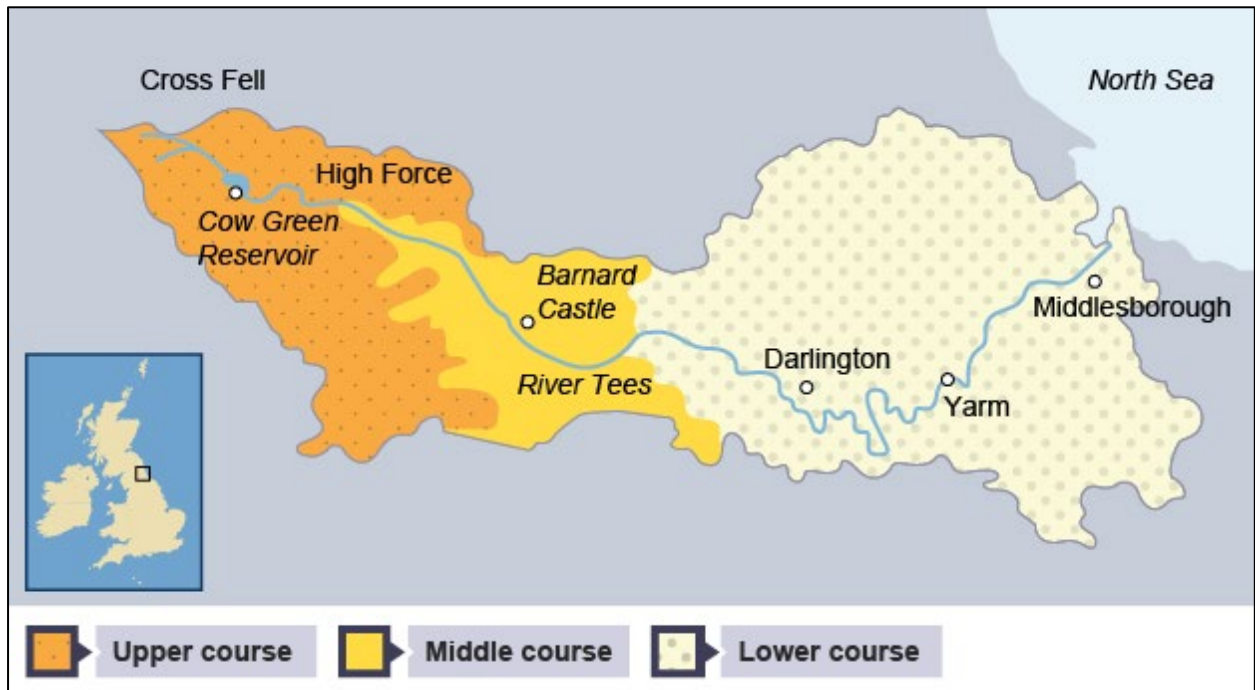 Cross Fell
North Sea
High Force
Cow Green
Reservoir
Barnard
Castle
Middlesborough
Darlington
River Tees
Yarm
Upper course
Middle course
Lower course